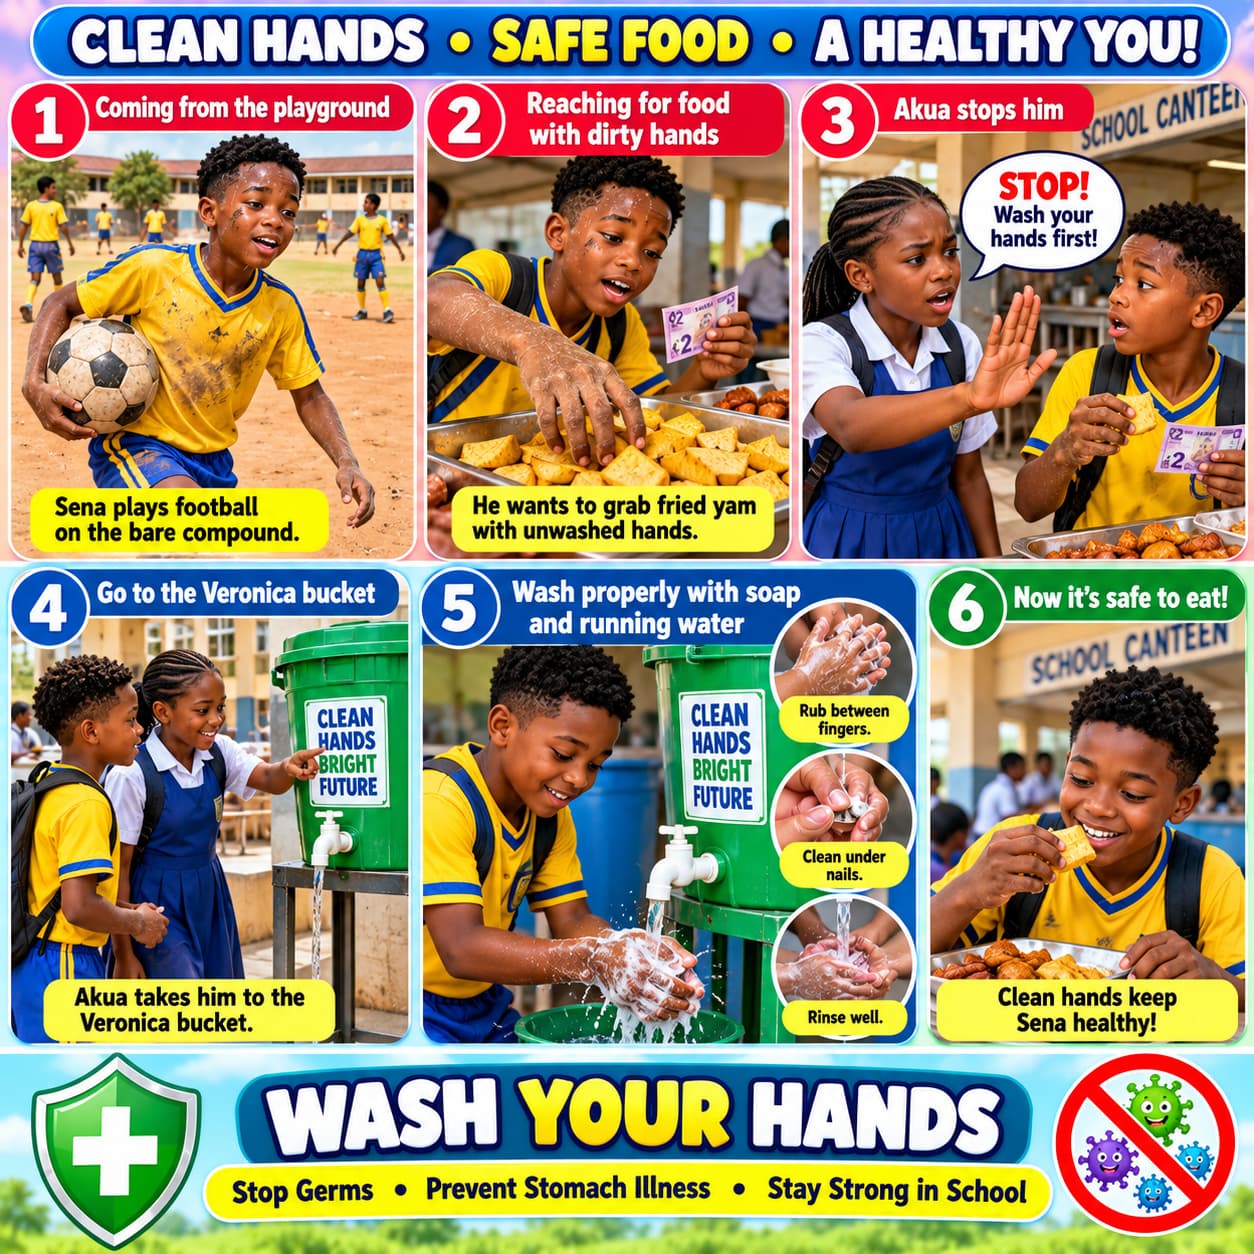 CLEAN HANDS • SAFE FOOD • A HEALTHY YOU!
1
Coming from the playground
Sena plays football
on the bare compound.
2
Reaching for food
with dirty hands
2
2
He wants to grab fried yam
with unwashed hands.
3
Akua stops him
SCHOOL CANTEEN
STOP!
Wash your
hands first!
2
2
4
Go to the Veronica bucket
CLEAN
HANDS
BRIGHT
FUTURE
Akua takes him to the
Veronica bucket.
5
Wash properly with soap
and running water
CLEAN
HANDS
BRIGHT
FUTURE
Rub between
fingers.
Clean under
nails.
Rinse well.
6
Now it's safe to eat!
SCHOOL CANTEEN
Clean hands keep
Sena healthy!
WASH YOUR HANDS
Stop Germs • Prevent Stomach Illness • Stay Strong in School